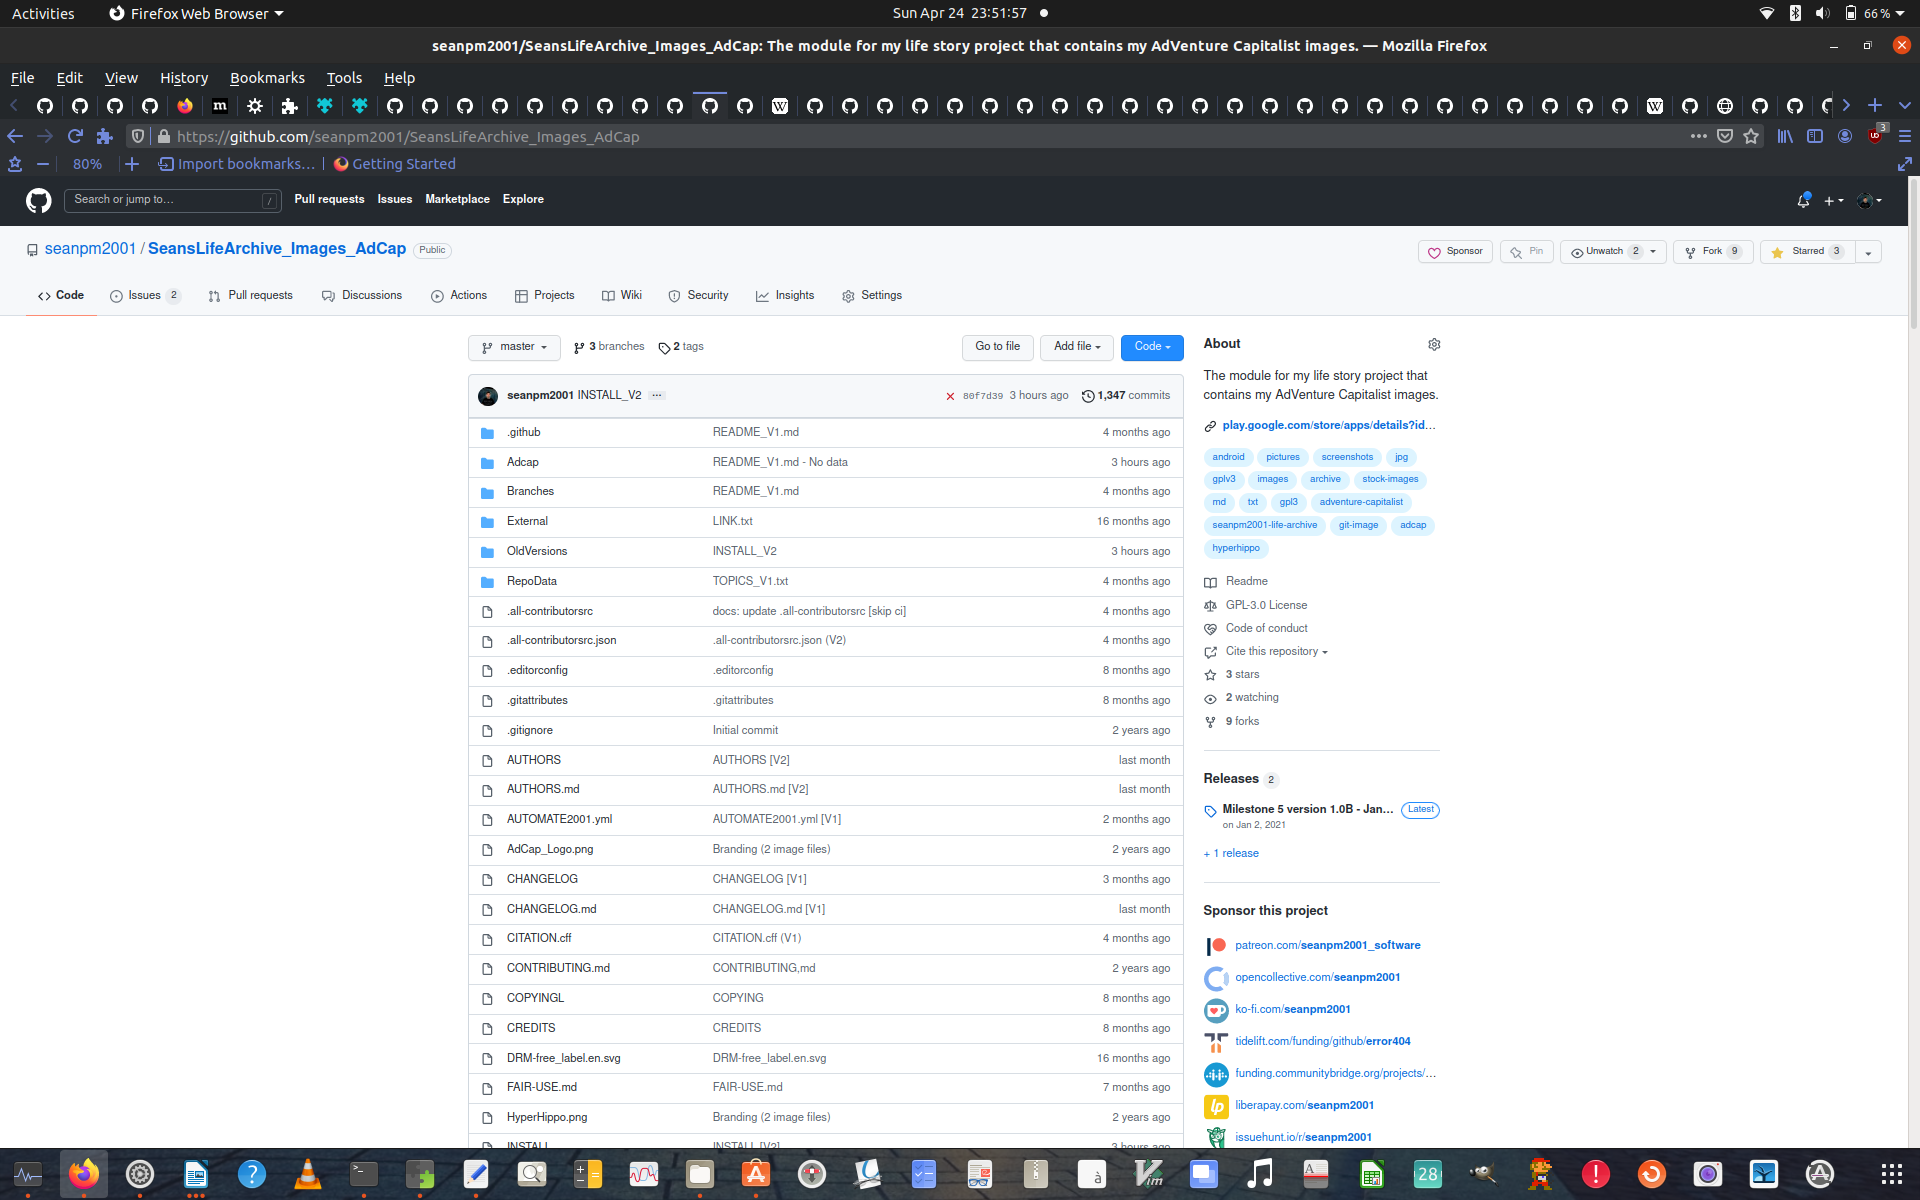 Activities
Firefox Web Browser
Sun Apr 24 23:51:57
66 %
seanpm2001/SeansLifeArchive_Images_AdCap: The module for my life story project that contains my AdVenture Capitalist images. — Mozilla Firefox
File Edit View History Bookmarks Tools Help
https://github.com/seanpm2001/SeansLifeArchive_Images_AdCap
3
80%
Import bookmarks...
Getting Started
Search or jump to...
/
Pull requests Issues Marketplace Explore
seanpm2001 / SeansLifeArchive_Images_AdCap
Public
Sponsor
Pin
Unwatch 2
Fork 9
Starred 3
Code
Issues 2
Pull requests
Discussions
Actions
Projects
Wiki
Security
Insights
Settings
master
3 branches
2 tags
Go to file
Add file
Code
seanpm2001 INSTALL_V2 ...
80f7d39 3 hours ago
1,347 commits
.github README_V1.md 4 months ago
Adcap README_V1.md - No data 3 hours ago
Branches README_V1.md 4 months ago
External LINK.txt 16 months ago
OldVersions INSTALL_V2 3 hours ago
RepoData TOPICS_V1.txt 4 months ago
.all-contributorsrc docs: update .all-contributorsrc [skip ci] 4 months ago
.all-contributorsrc.json .all-contributorsrc.json (V2) 4 months ago
.editorconfig .editorconfig 8 months ago
.gitattributes .gitattributes 8 months ago
.gitignore Initial commit 2 years ago
AUTHORS AUTHORS [V2] last month
AUTHORS.md AUTHORS.md [V2] last month
AUTOMATE2001.yml AUTOMATE2001.yml [V1] 2 months ago
AdCap_Logo.png Branding (2 image files) 2 years ago
CHANGELOG CHANGELOG [V1] 3 months ago
CHANGELOG.md CHANGELOG.md [V1] last month
CITATION.cff CITATION.cff (V1) 4 months ago
CONTRIBUTING.md CONTRIBUTING,md 2 years ago
COPYINGL COPYING 8 months ago
CREDITS CREDITS 8 months ago
DRM-free_label.en.svg DRM-free_label.en.svg 16 months ago
FAIR-USE.md FAIR-USE.md 7 months ago
HyperHippo.png Branding (2 image files) 2 years ago
INSTALL INSTALL [V2] 3 hours ago
About
The module for my life story project that
contains my AdVenture Capitalist images.
play.google.com/store/apps/details?id...
android pictures screenshots jpg
gplv3 images archive stock-images
md txt gpl3 adventure-capitalist
seanpm2001-life-archive git-image adcap
hyperhippo
Readme
GPL-3.0 License
Code of conduct
Cite this repository
3 stars
2 watching
9 forks
Releases 2
Milestone 5 version 1.0B - Jan... Latest
on Jan 2, 2021
+ 1 release
Sponsor this project
patreon.com/seanpm2001_software
opencollective.com/seanpm2001
ko-fi.com/seanpm2001
tidelift.com/funding/github/error404
funding.communitybridge.org/projects/...
liberapay.com/seanpm2001
issuehunt.io/r/seanpm2001
28